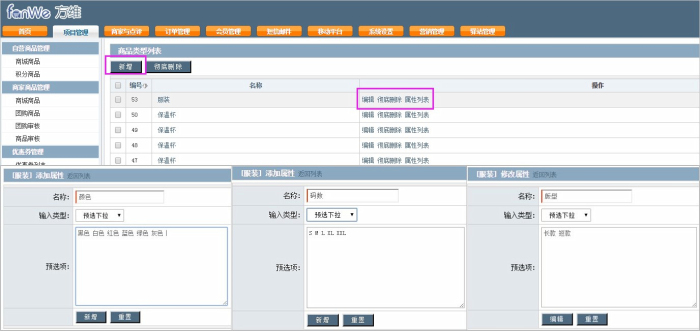 fanwe 方维
首页 项目管理 商家与点评 订单管理 会员管理 短信邮件 移动平台 系统设置 营销管理 驿站管理
自营商品管理
商城商品
积分商品
商家商品管理
商城商品
团购商品
团购审核
商品审核
优惠券管理
优惠券列表
商品类型列表
新增 彻底删除
编号 名称 操作
53 服装 编辑 彻底删除 属性列表
50 保温杯 编辑 彻底删除 属性列表
49 保温杯 编辑 彻底删除 属性列表
48 保温杯 编辑 彻底删除 属性列表
47 保温杯 编辑 彻底删除 属性列表
[服装] 添加属性 返回列表
名称: 颜色
输入类型: 预选下拉
预选项: 黑色 白色 红色 蓝色 绿色 灰色
新增 重置
[服装] 添加属性 返回列表
名称: 码数
输入类型: 预选下拉
预选项: S M L XL XXL
新增 重置
[服装] 修改属性 返回列表
名称: 版型
输入类型: 预选下拉
预选项: 长款 短款
编辑 重置